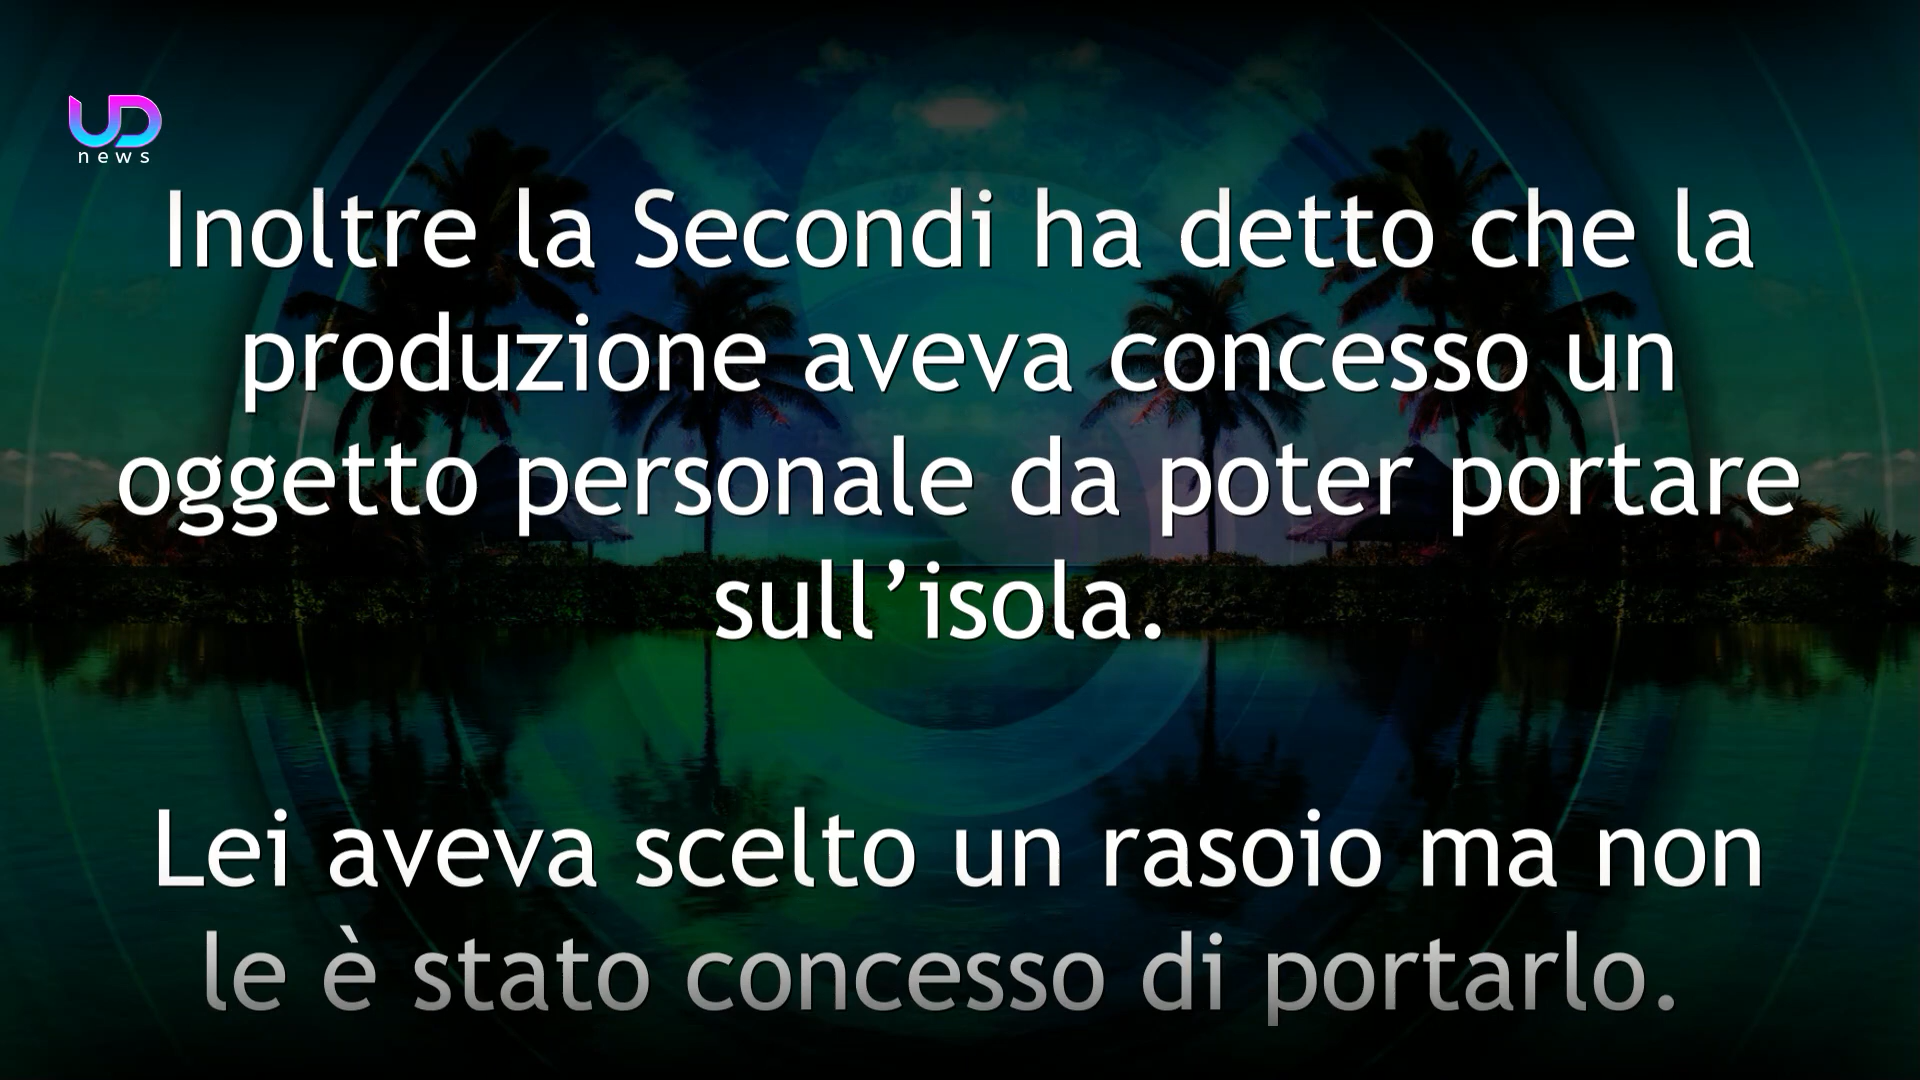 UD
news
Inoltre la Secondi ha detto che la
produzione aveva concesso un
oggetto personale da poter portare
sull’isola.
Lei aveva scelto un rasoio ma non
le è stato concesso di portarlo.